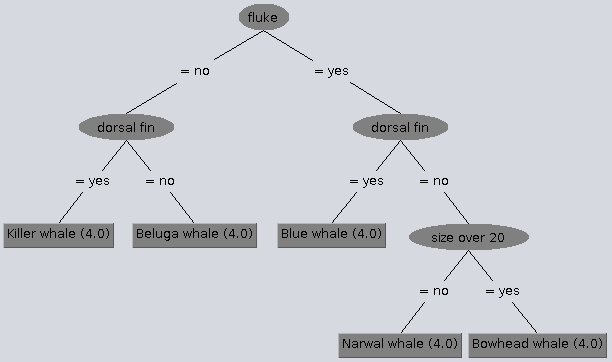 fluke
= no
= yes
dorsal fin
dorsal fin
= yes
= no
= yes
= no
Killer whale (4.0)
Beluga whale (4.0)
Blue whale (4.0)
size over 20
= no
= yes
Narwal whale (4.0)
Bowhead whale (4.0)